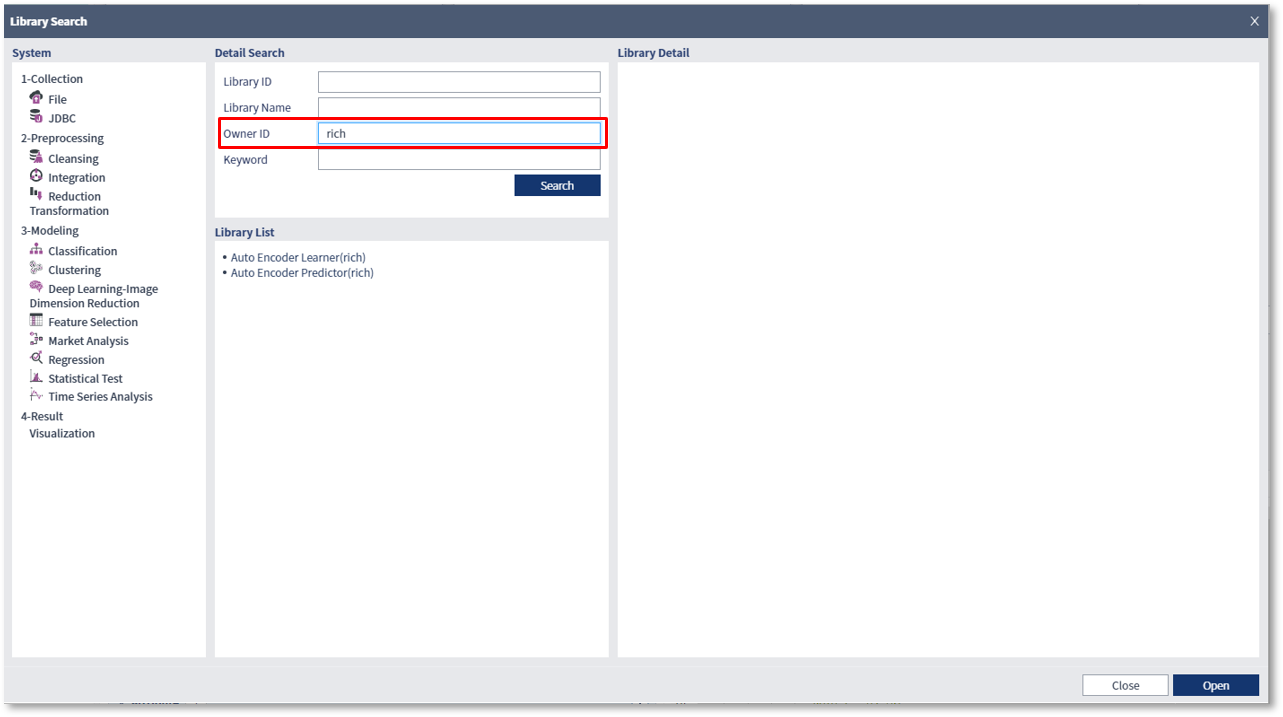 Library Search
X
System
1-Collection
File
JDBC
2-Preprocessing
Cleansing
Integration
Reduction
Transformation
3-Modeling
Classification
Clustering
Deep Learning-Image
Dimension Reduction
Feature Selection
Market Analysis
Regression
Statistical Test
Time Series Analysis
4-Result
Visualization
Detail Search
Library ID
Library Name
Owner ID rich
Keyword
Search
Library List
• Auto Encoder Learner(rich)
• Auto Encoder Predictor(rich)
Library Detail
Close
Open